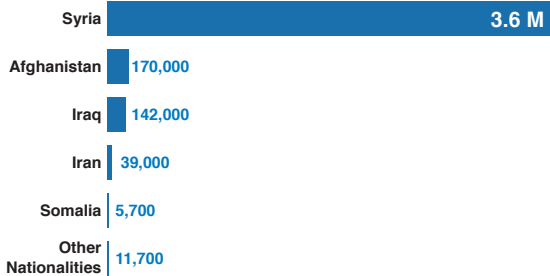 Syria 3.6 M
Afghanistan 170,000
Iraq 142,000
Iran 39,000
Somalia 5,700
Other
Nationalities 11,700